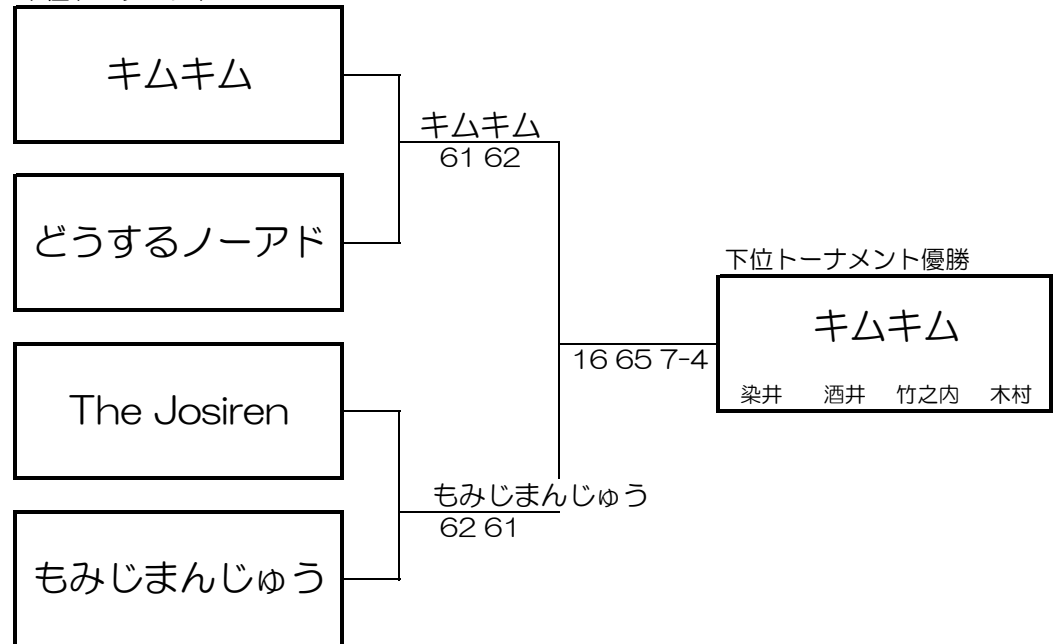 キムキム
どうするノーアド
The Josiren
もみじまんじゅう
キムキム
61 62
もみじまんじゅう
62 61
16 65 7-4
下位トーナメント優勝
キムキム
染井 酒井 竹之内 木村